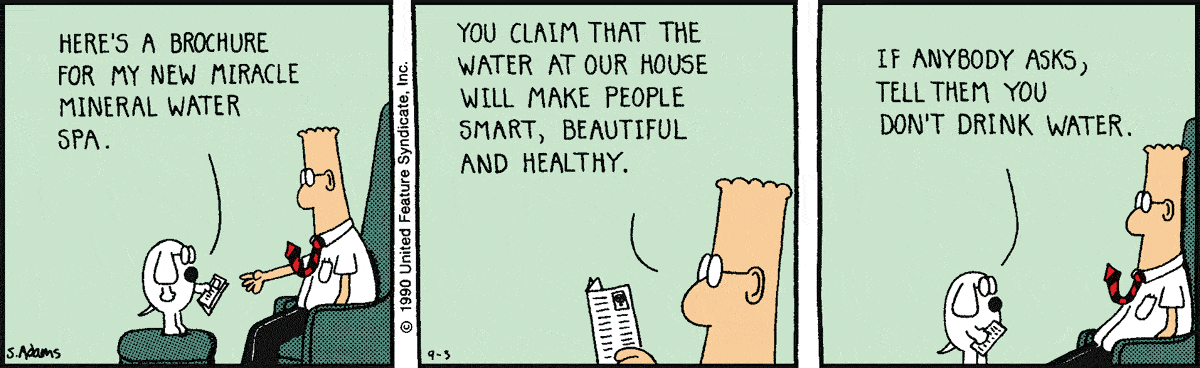 HERE'S A BROCHURE
FOR MY NEW MIRACLE
MINERAL WATER
SPA.
S.Adams
© 1990 United Feature Syndicate, Inc.
YOU CLAIM THAT THE
WATER AT OUR HOUSE
WILL MAKE PEOPLE
SMART, BEAUTIFUL
AND HEALTHY.
9-3
IF ANYBODY ASKS,
TELL THEM YOU
DON'T DRINK WATER.